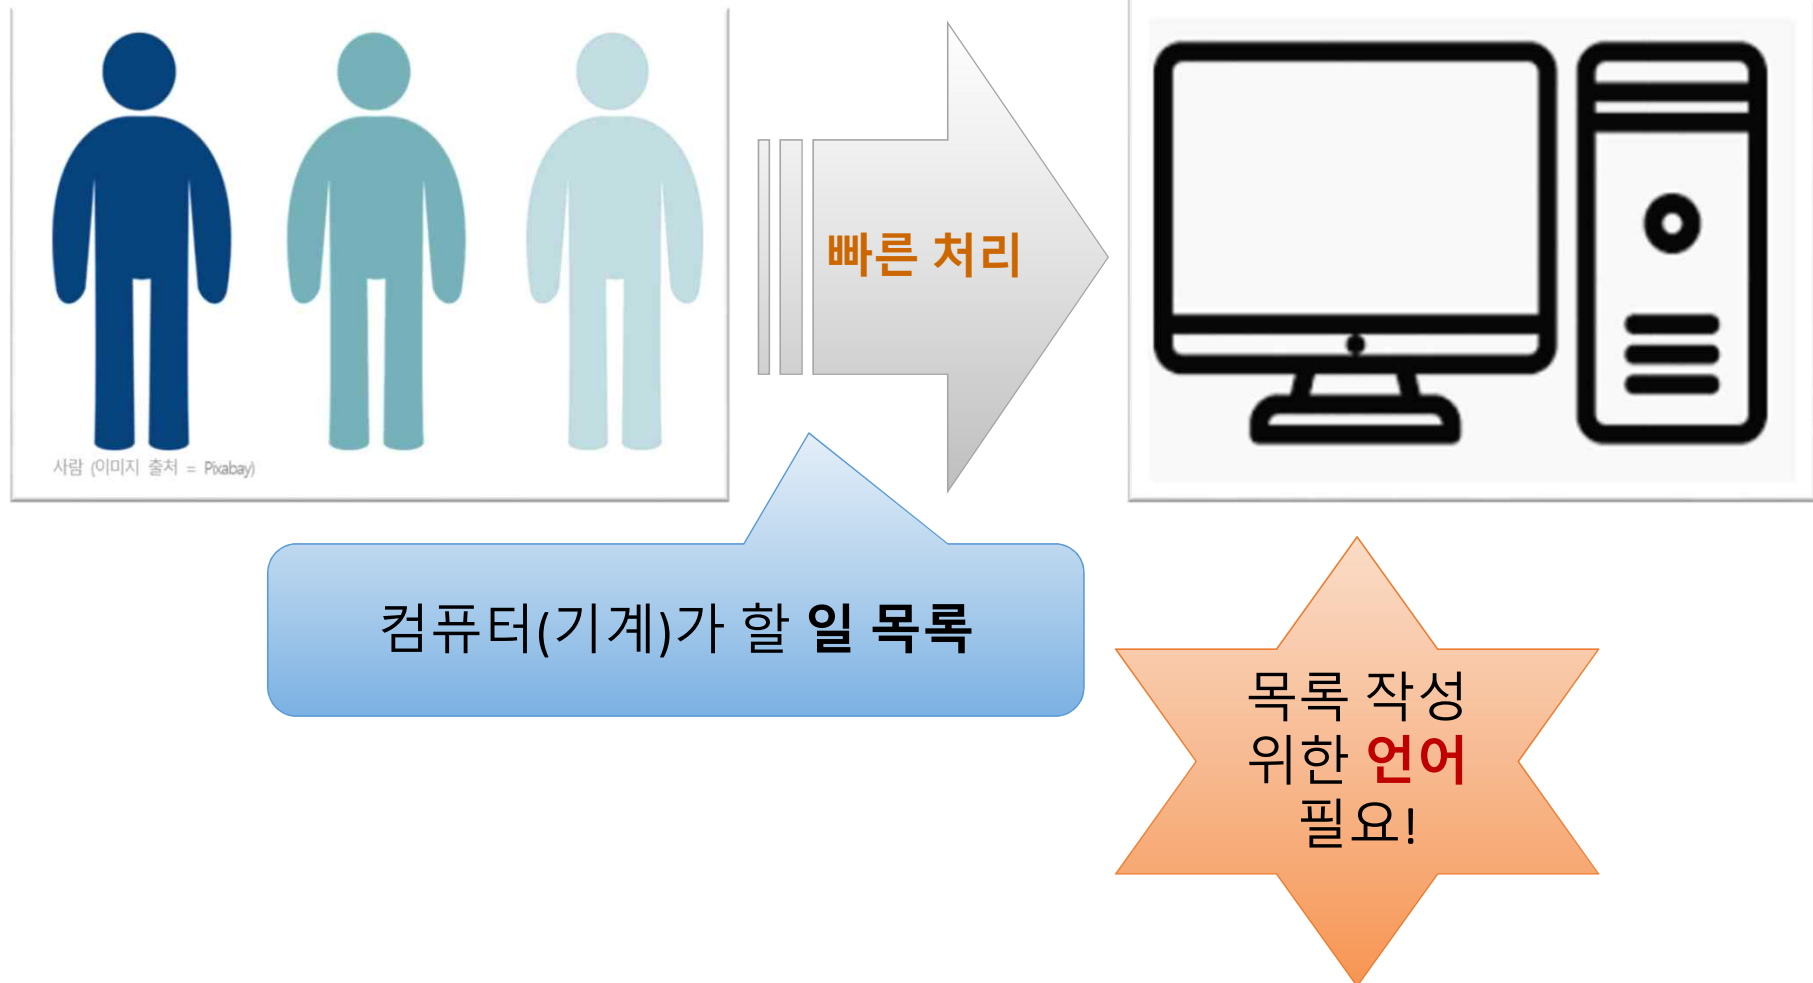 빠른 처리
사람 (이미지 출처 = Pixabay)
컴퓨터(기계)가 할 일 목록
목록 작성
위한 언어
필요!